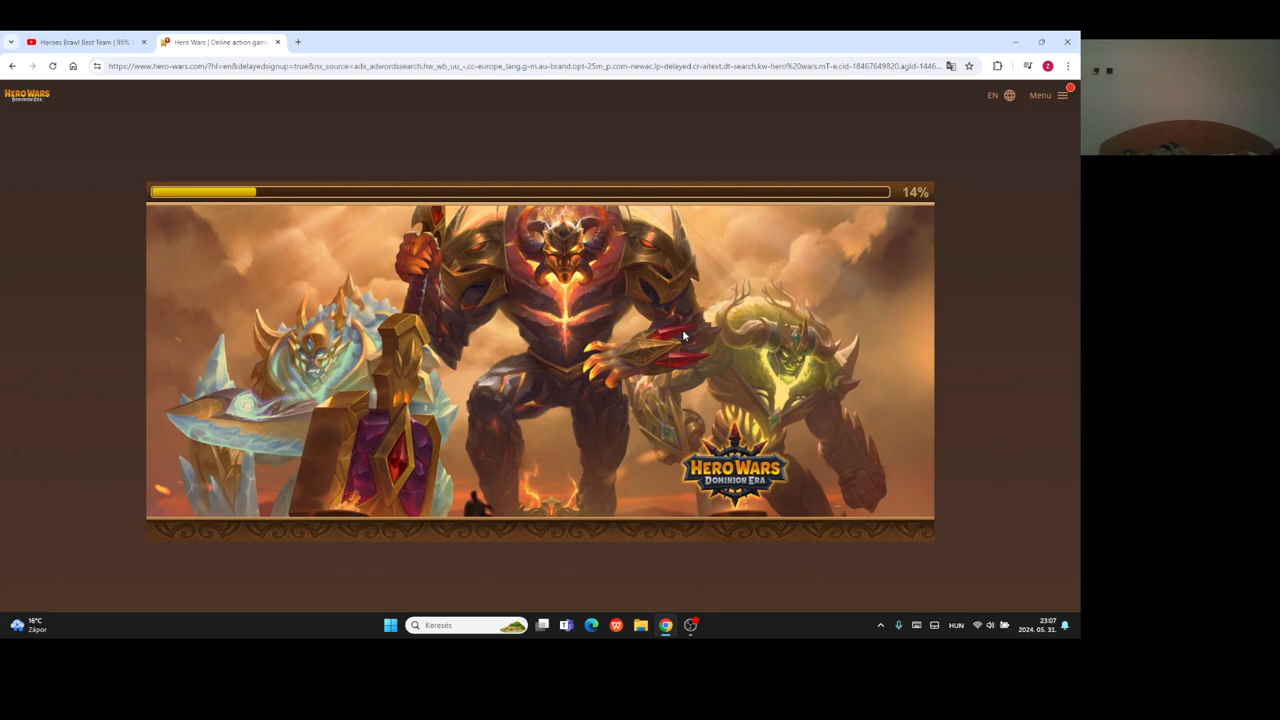 Heroes Brawl Best Team | 95%
Hero Wars | Online action gam
https://www.hero-wars.com/?hl=en&delayedsignup=true&nx_source=adx_adwordssearch.hw_wb_uu_-.cc-europe_lang.g-m.au-brand.opt-25m_p.com-newac.lp-delayed.cr-aitext.dt-search.kw-hero%20wars.mT-e.cid-18467649820.agId-1446...
Z
HERO WARS
DOMINION ERA
EN
Menu
14%
HERO WARS
DOMINION ERA
16°C
Zápor
Keresés
HUN
23:07
2024. 05. 31.